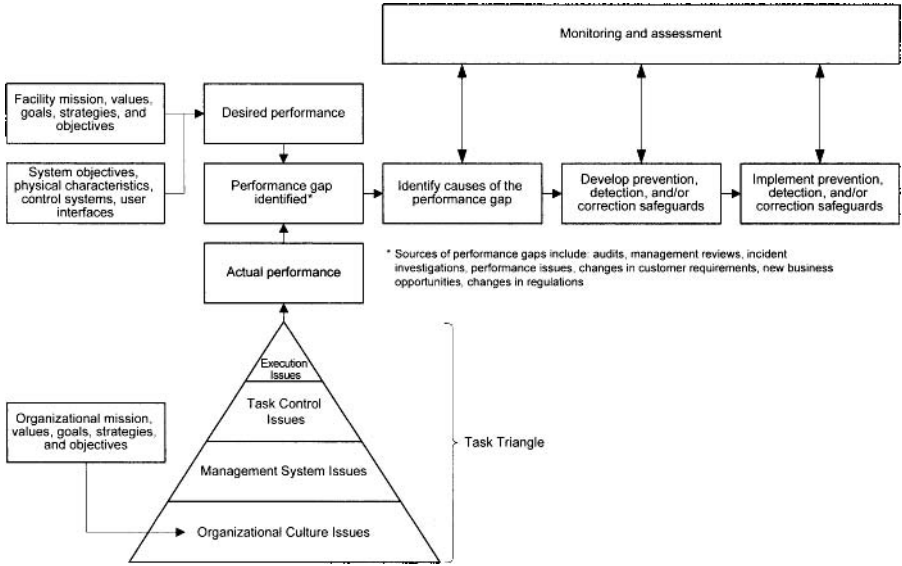 Monitoring and assessment
Facility mission, values,
goals, strategies, and
objectives
Desired performance
System objectives,
physical characteristics,
control systems, user
interfaces
Performance gap
identified*
Identify causes of the
performance gap
Develop prevention,
detection, and/or
correction safeguards
Implement prevention,
detection, and/or
correction safeguards
Actual performance
* Sources of performance gaps include: audits, management reviews, incident
investigations, performance issues, changes in customer requirements, new business
opportunities, changes in regulations
Execution
Issues
Task Control
Issues
Organizational mission,
values, goals, strategies,
and objectives
Task Triangle
Management System Issues
Organizational Culture Issues